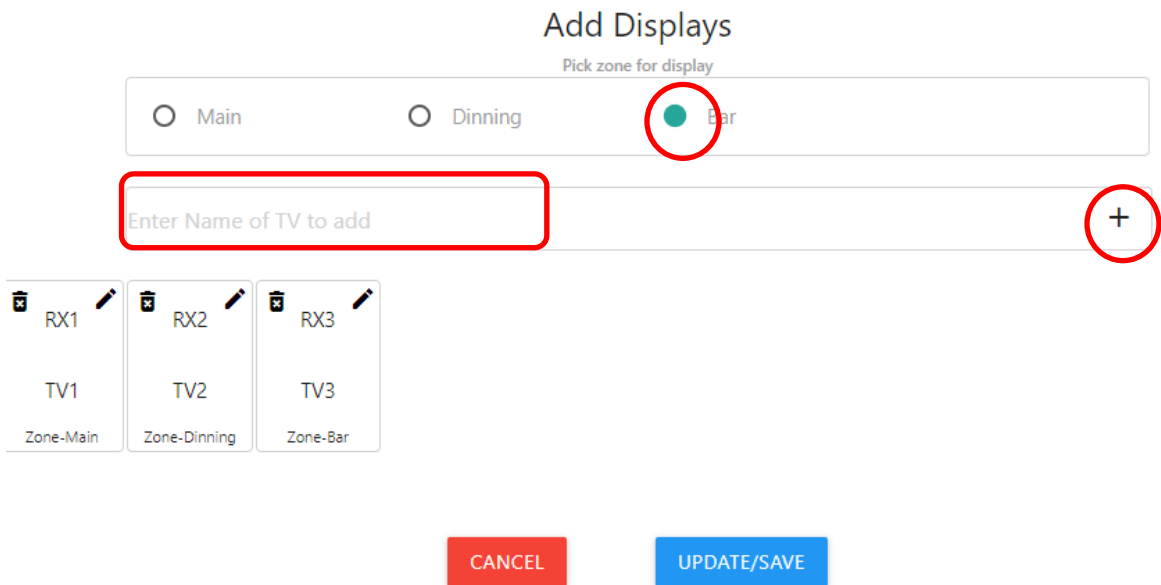 Add Displays
Pick zone for display
Main Dinning Bar
Enter Name of TV to add +
RX1 RX2 RX3
TV1 TV2 TV3
Zone-Main Zone-Dinning Zone-Bar
CANCEL UPDATE/SAVE